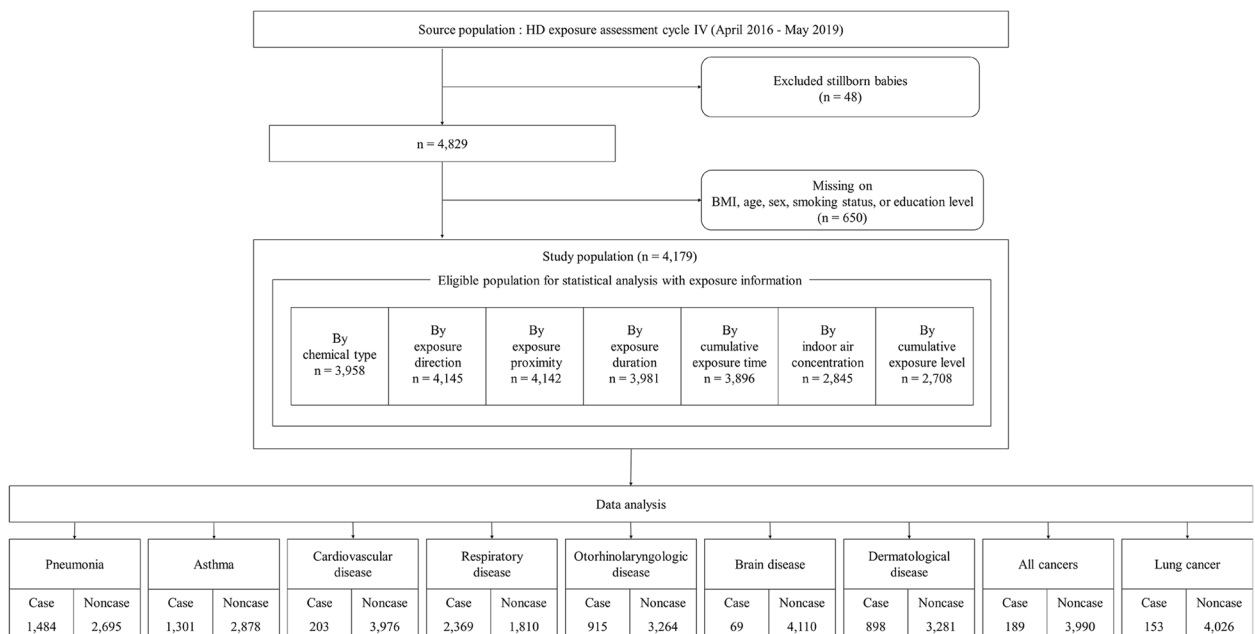 Source population : HD exposure assessment cycle IV (April 2016 - May 2019)
Excluded stillborn babies
(n = 48)
n = 4,829
Missing on
BMI, age, sex, smoking status, or education level
(n = 650)
Study population (n = 4,179)
Eligible population for statistical analysis with exposure information
By
chemical type
n = 3,958
By
exposure
direction
n = 4,145
By
exposure
proximity
n = 4,142
By
exposure
duration
n = 3,981
By
cumulative
exposure time
n = 3,896
By
indoor air
concentration
n = 2,845
By
cumulative
exposure level
n = 2,708
Data analysis
Pneumonia
Case Noncase
1,484 2,695
Asthma
Case Noncase
1,301 2,878
Cardiovascular
disease
Case Noncase
203 3,976
Respiratory
disease
Case Noncase
2,369 1,810
Otorhinolaryngologic
disease
Case Noncase
915 3,264
Brain disease
Case Noncase
69 4,110
Dermatological
disease
Case Noncase
898 3,281
All cancers
Case Noncase
189 3,990
Lung cancer
Case Noncase
153 4,026